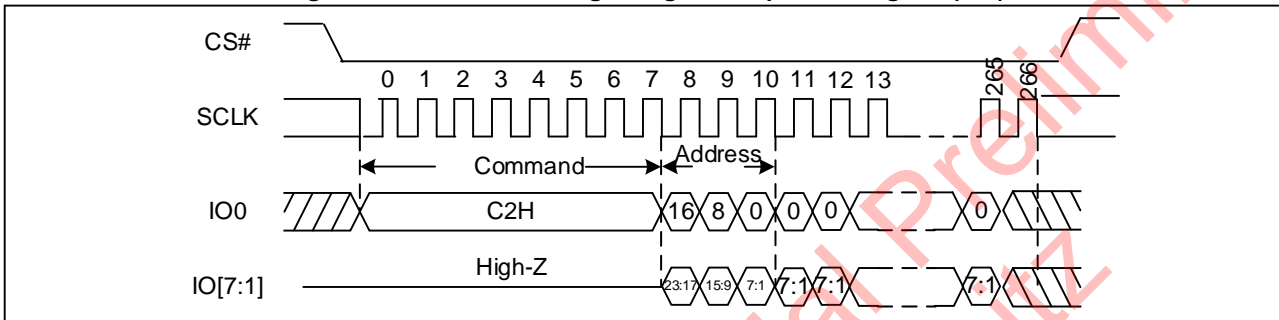 CS#
0 1 2 3 4 5 6 7 8 9 10 11 12 13 265 266
SCLK
Command Address
IO0 C2H 16 8 0 0 0 0
High-Z
IO[7:1] 23:17 15:9 7:1 7:1 7:1 7:1